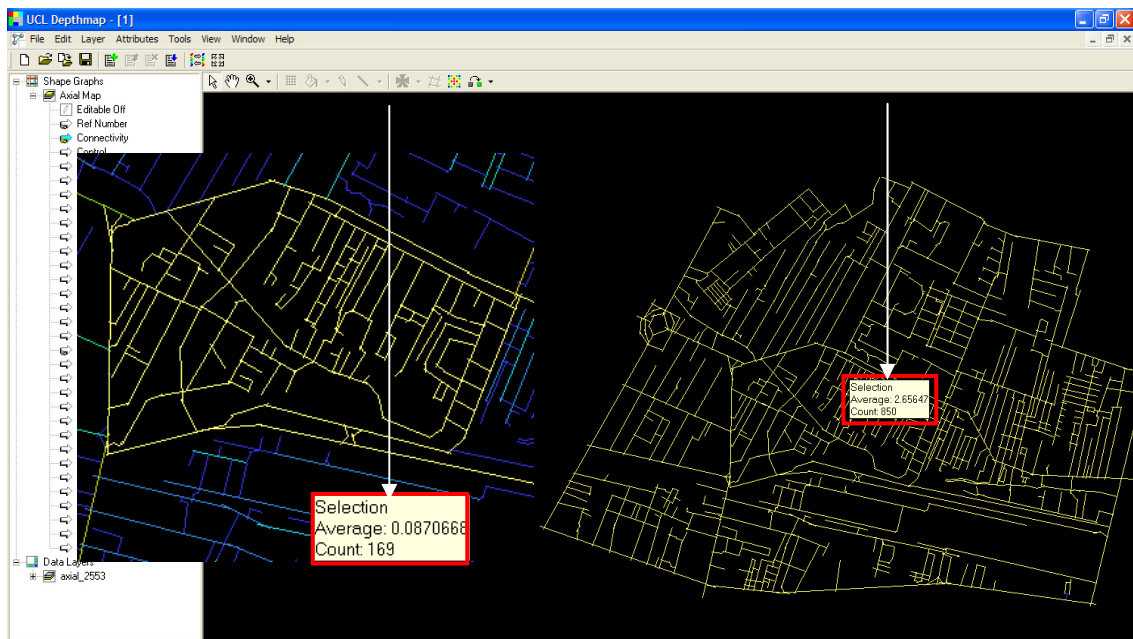 UCL Depthmap - [1]
File Edit Layer Attributes Tools View Window Help
Shape Graphs
Axial Map
Editable Off
Ref Number
Connectivity
Control
Selection
Average: 2.65647
Count: 850
Selection
Average: 0.0870668
Count: 169
Data Layers
axial_2553